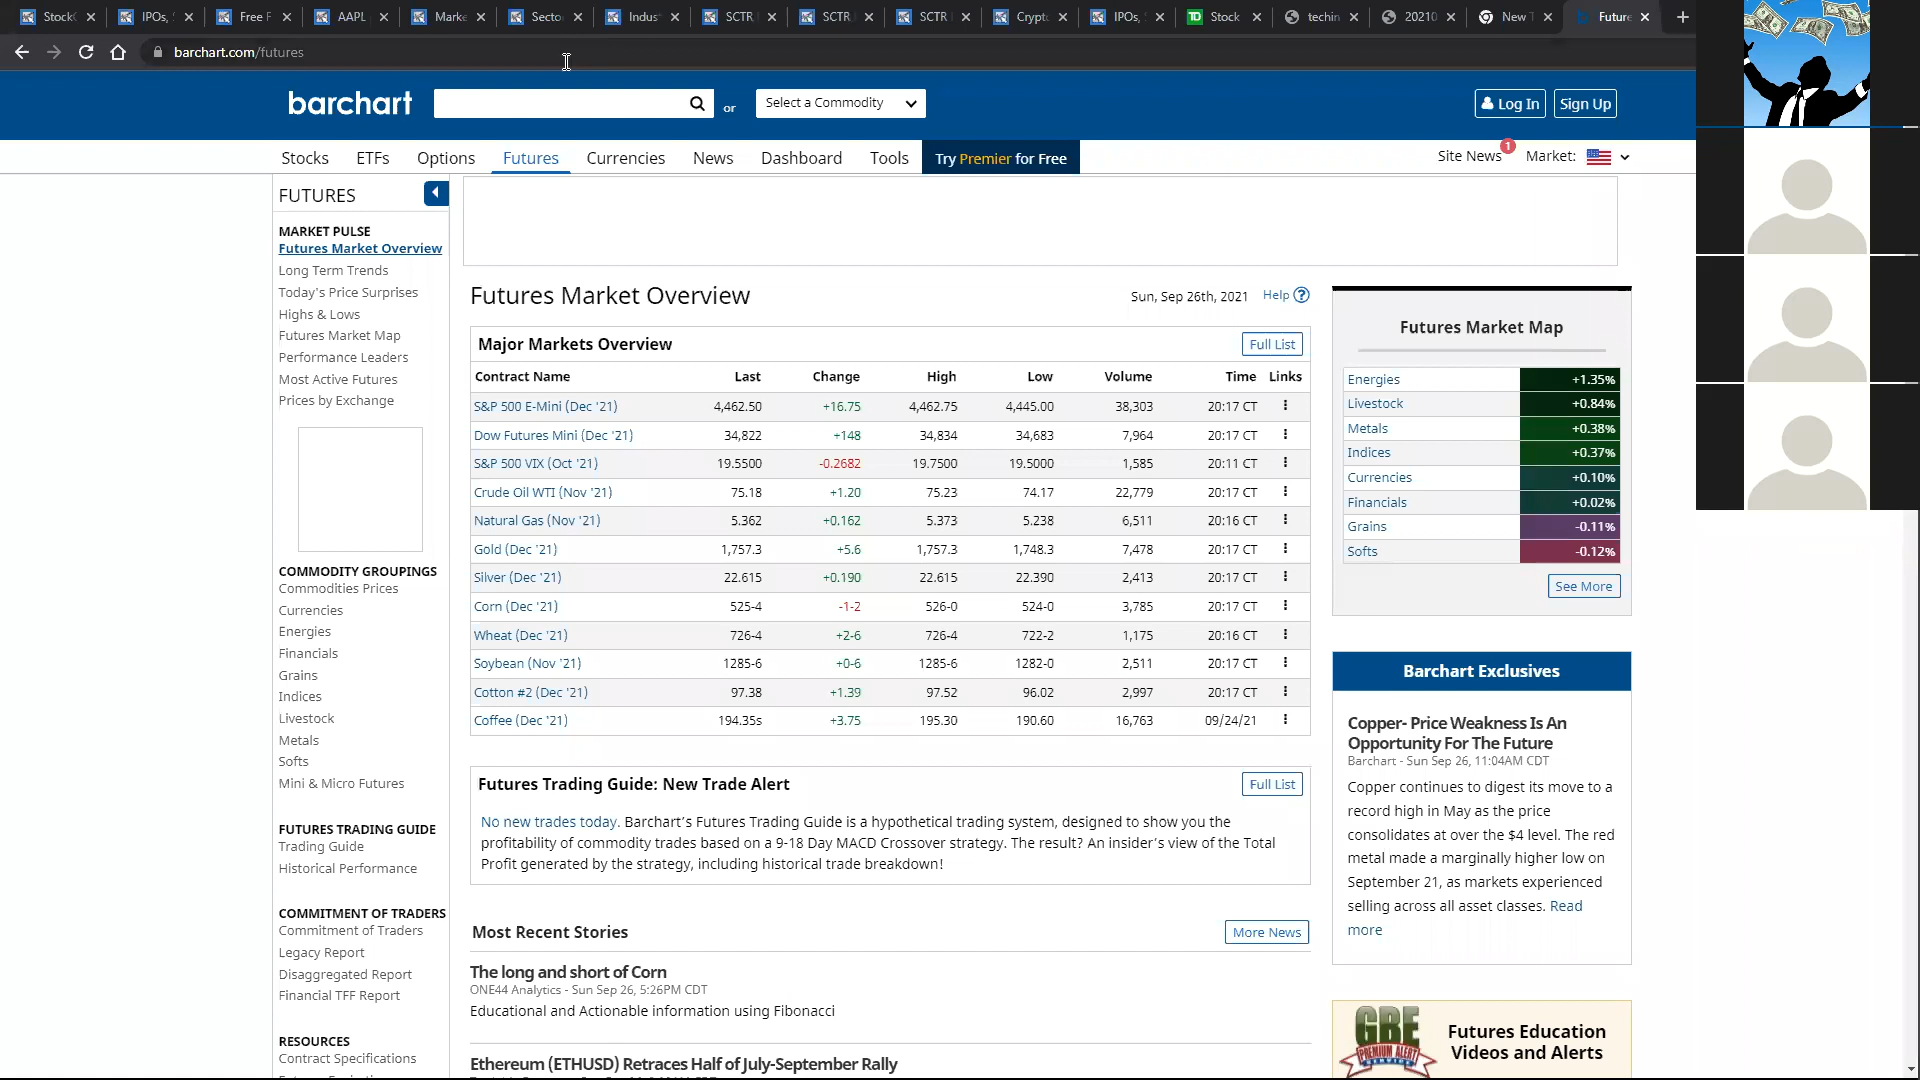 StockC
IPOs,
Free F
AAPL
Marke
Secto
Indus
SCTR
SCTR
SCTR
Crypt
IPOs,
TD
Stock
techin
20210
New T
Future
barchart.com/futures
barchart
or
Select a Commodity
Log In
Sign Up
Stocks
ETFs
Options
Futures
Currencies
News
Dashboard
Tools
Try Premier for Free
Site News
1
Market:
FUTURES
MARKET PULSE
Futures Market Overview
Long Term Trends
Today's Price Surprises
Highs & Lows
Futures Market Map
Performance Leaders
Most Active Futures
Prices by Exchange
COMMODITY GROUPINGS
Commodities Prices
Currencies
Energies
Financials
Grains
Indices
Livestock
Metals
Softs
Mini & Micro Futures
FUTURES TRADING GUIDE
Trading Guide
Historical Performance
COMMITMENT OF TRADERS
Commitment of Traders
Legacy Report
Disaggregated Report
Financial TFF Report
RESOURCES
Contract Specifications
Futures Market Overview
Sun, Sep 26th, 2021
Help
Major Markets Overview
Full List
Contract Name Last Change High Low Volume Time Links
S&P 500 E-Mini (Dec '21) 4,462.50 +16.75 4,462.75 4,445.00 38,303 20:17 CT
Dow Futures Mini (Dec '21) 34,822 +148 34,834 34,683 7,964 20:17 CT
S&P 500 VIX (Oct '21) 19.5500 -0.2682 19.7500 19.5000 1,585 20:11 CT
Crude Oil WTI (Nov '21) 75.18 +1.20 75.23 74.17 22,779 20:17 CT
Natural Gas (Nov '21) 5.362 +0.162 5.373 5.238 6,511 20:16 CT
Gold (Dec '21) 1,757.3 +5.6 1,757.3 1,748.3 7,478 20:17 CT
Silver (Dec '21) 22.615 +0.190 22.615 22.390 2,413 20:17 CT
Corn (Dec '21) 525-4 -1-2 526-0 524-0 3,785 20:17 CT
Wheat (Dec '21) 726-4 +2-6 726-4 722-2 1,175 20:16 CT
Soybean (Nov '21) 1285-6 +0-6 1285-6 1282-0 2,511 20:17 CT
Cotton #2 (Dec '21) 97.38 +1.39 97.52 96.02 2,997 20:17 CT
Coffee (Dec '21) 194.35s +3.75 195.30 190.60 16,763 09/24/21
Futures Trading Guide: New Trade Alert
Full List
No new trades today. Barchart's Futures Trading Guide is a hypothetical trading system, designed to show you the
profitability of commodity trades based on a 9-18 Day MACD Crossover strategy. The result? An insider's view of the Total
Profit generated by the strategy, including historical trade breakdown!
Most Recent Stories
More News
The long and short of Corn
ONE44 Analytics - Sun Sep 26, 5:26PM CDT
Educational and Actionable information using Fibonacci
Ethereum (ETHUSD) Retraces Half of July-September Rally
Futures Market Map
Energies +1.35%
Livestock +0.84%
Metals +0.38%
Indices +0.37%
Currencies +0.10%
Financials +0.02%
Grains -0.11%
Softs -0.12%
See More
Barchart Exclusives
Copper- Price Weakness Is An
Opportunity For The Future
Barchart - Sun Sep 26, 11:04AM CDT
Copper continues to digest its move to a
record high in May as the price
consolidates at over the $4 level. The red
metal made a marginally higher low on
September 21, as markets experienced
selling across all asset classes. Read
more
GBE
PREMIUM ALERT
Futures Education
Videos and Alerts